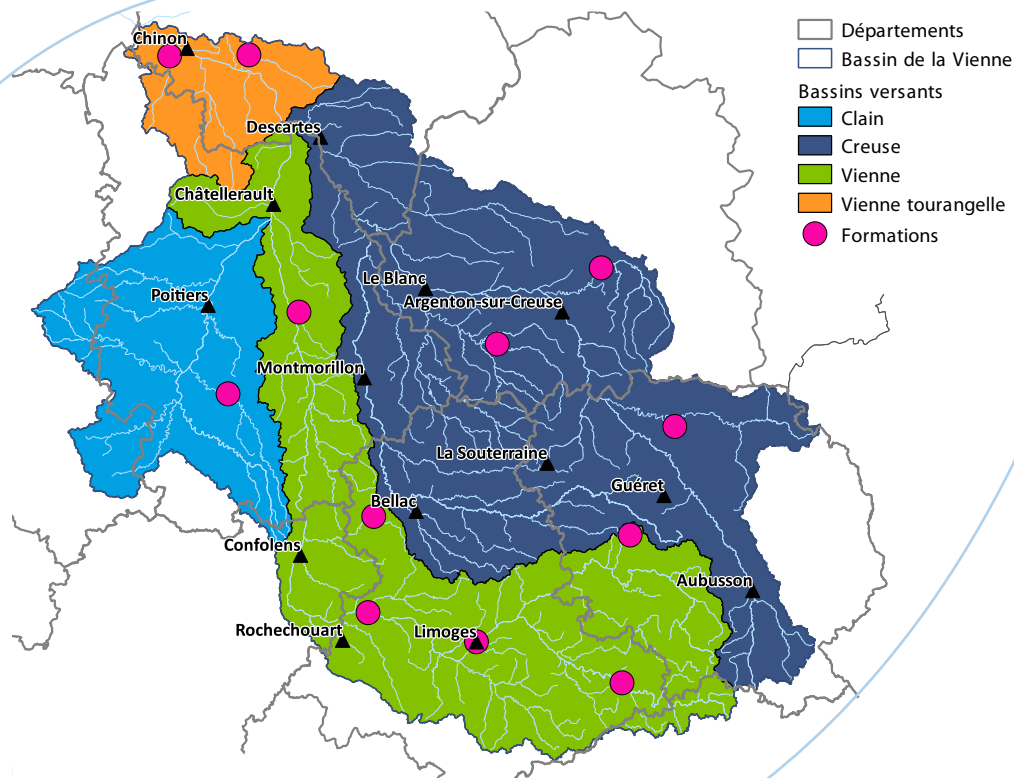 Chinon
Départements
Bassin de la Vienne
Bassins versants
Clain
Creuse
Vienne
Vienne tourangelle
Formations
Descartes
Châtellerault
Le Blanc
Poitiers
Argenton-sur-Creuse
Montmorillon
La Souterraine
Guéret
Bellac
Confolens
Aubusson
Rochechouart
Limoges